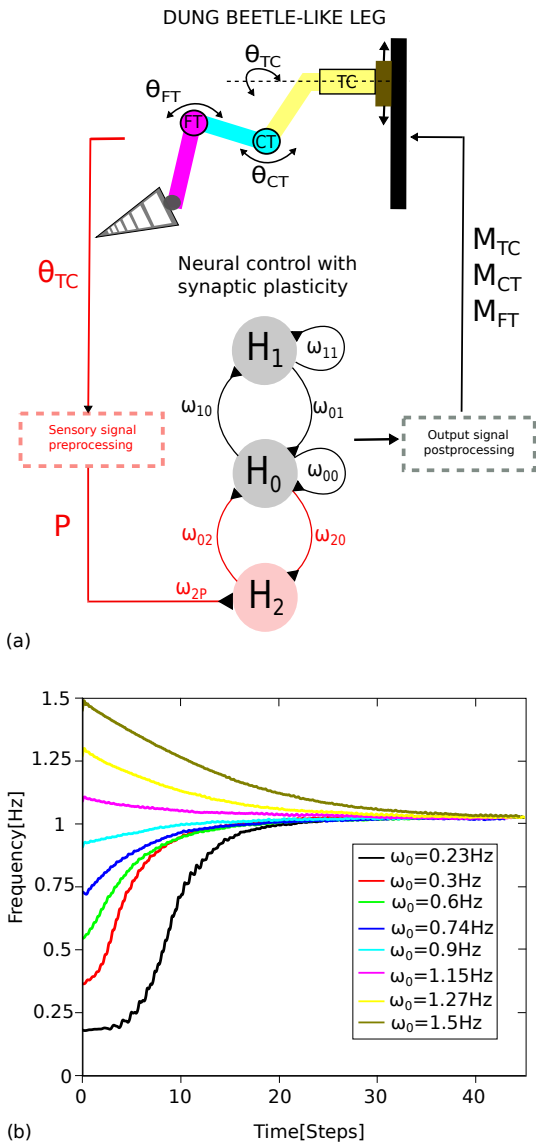 DUNG BEETLE-LIKE LEG
θTC
TC
θFT
FT
CT
θCT
θTC
Neural control with
synaptic plasticity
MTC
MCT
MFT
H1
ω11
ω10
ω01
Sensory signal
preprocessing
Output signal
postprocessing
H0
ω00
P
ω02
ω20
ω2P
H2
(a)
1.5
1.25
1
0.75
0.5
0.25
0
Frequency[Hz]
ω0=0.23Hz
ω0=0.3Hz
ω0=0.6Hz
ω0=0.74Hz
ω0=0.9Hz
ω0=1.15Hz
ω0=1.27Hz
ω0=1.5Hz
0 10 20 30 40
Time[Steps]
(b)